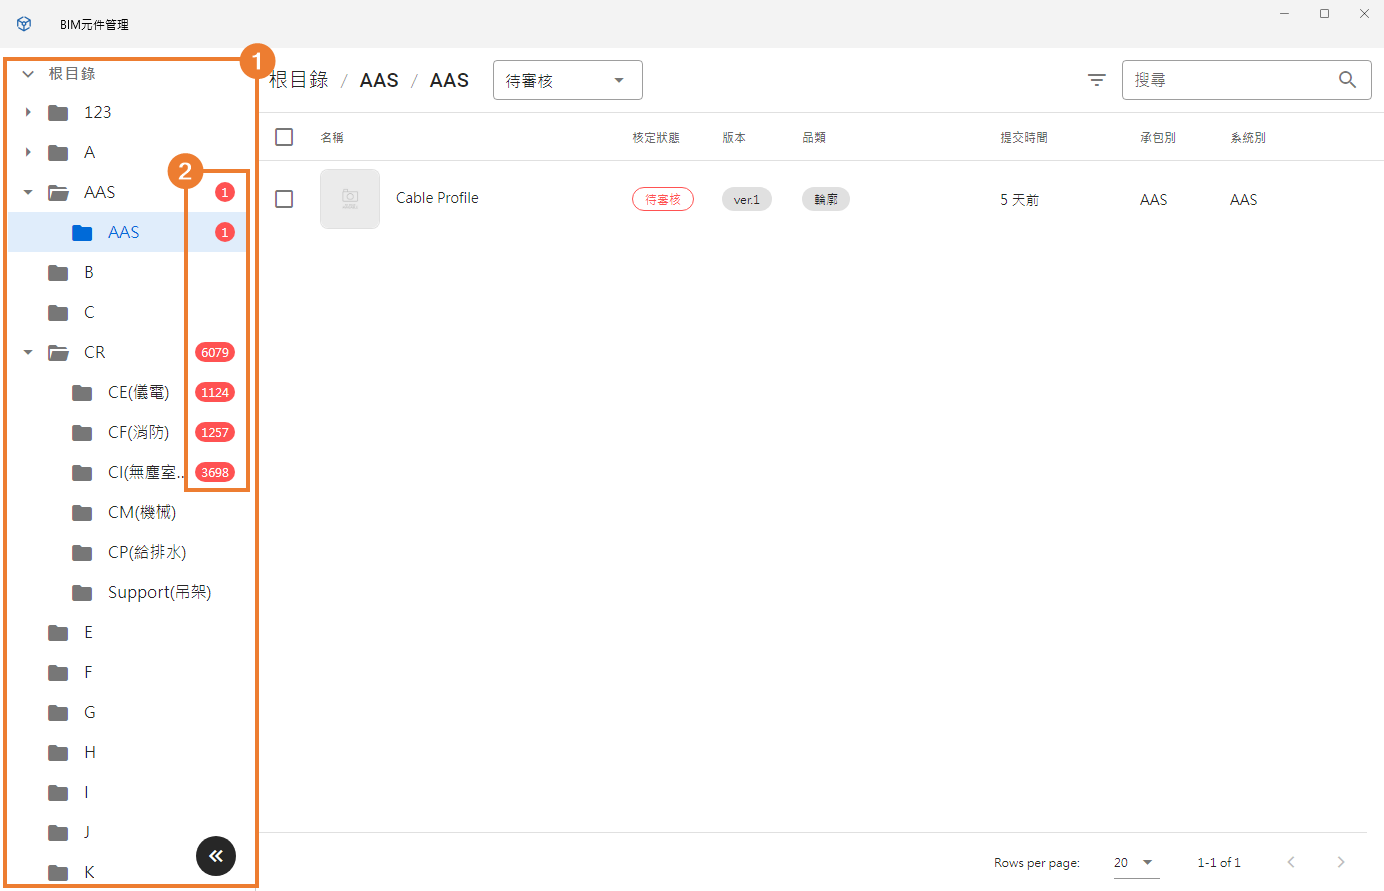 BIM元件管理
1
根目錄
123
A
2
AAS
1
AAS
1
B
C
CR
6079
CE(儀電)
1124
CF(消防)
1257
CI(無塵室..
3698
CM(機械)
CP(給排水)
Support(吊架)
E
F
G
H
I
J
K
根目錄 / AAS / AAS
待審核
搜尋
名稱 核定狀態 版本 品類 提交時間 承包別 系統別
Cable Profile 待審核 ver.1 輪廓 5 天前 AAS AAS
Rows per page: 20 1-1 of 1